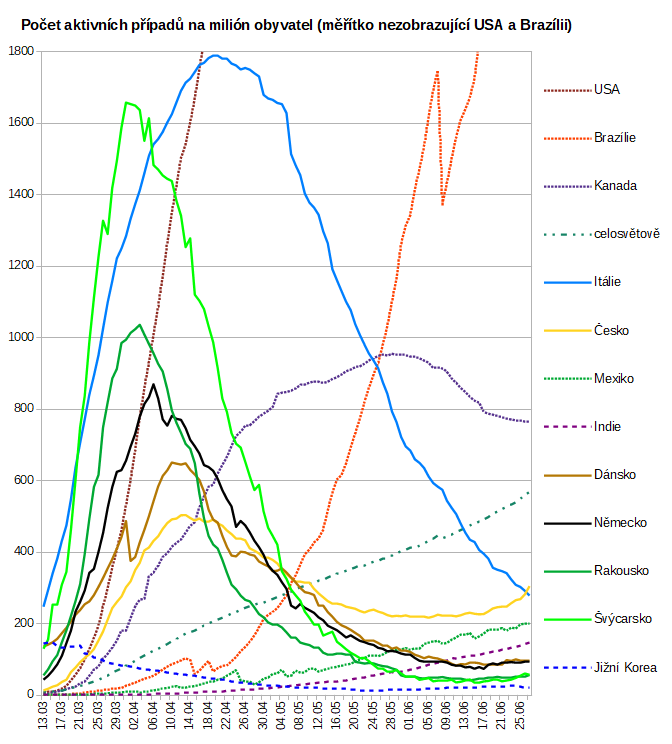 Počet aktivních případů na milión obyvatel (měřítko nezobrazující USA a Brazílii)
1800
1600
1400
1200
1000
800
600
400
200
0
USA
Brazílie
Kanada
celosvětově
Itálie
Česko
Mexiko
Indie
Dánsko
Německo
Rakousko
Švýcarsko
Jižní Korea
13.03
17.03
21.03
25.03
29.03
02.04
06.04
10.04
14.04
18.04
22.04
26.04
30.04
04.05
08.05
12.05
16.05
20.05
24.05
28.05
01.06
05.06
09.06
13.06
17.06
21.06
25.06